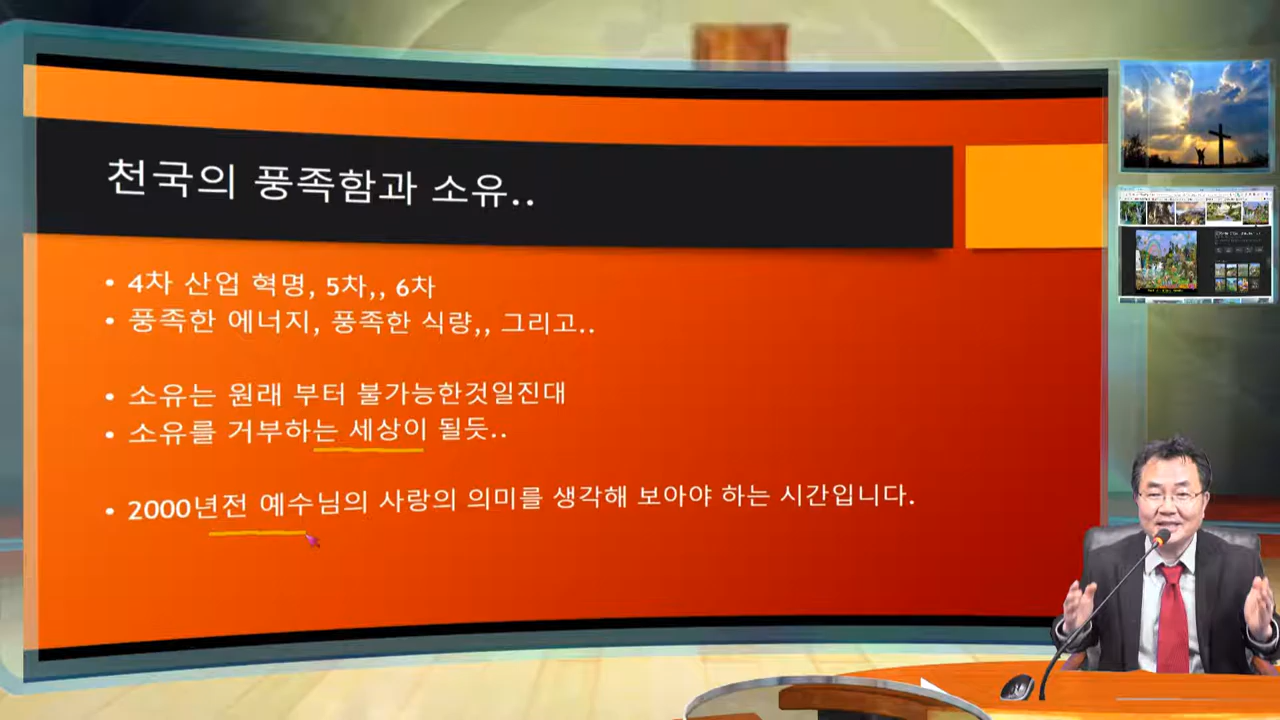 천국의 풍족함과 소유..
• 4차 산업 혁명, 5차,, 6차
• 풍족한 에너지, 풍족한 식량,, 그리고..
• 소유는 원래 부터 불가능한것일진대
• 소유를 거부하는 세상이 될듯..
• 2000년전 예수님의 사랑의 의미를 생각해 보아야 하는 시간입니다.